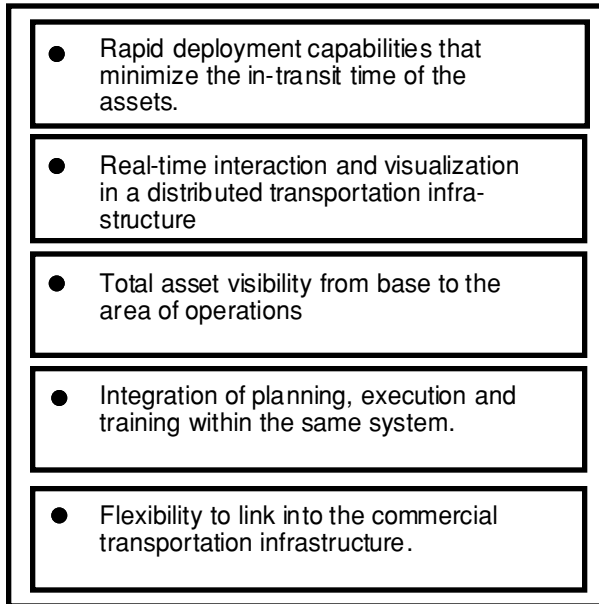 ● Rapid deployment capabilities that
minimize the in-transit time of the
assets.
● Real-time interaction and visualization
in a distributed transportation infra-
structure
● Total asset visibility from base to the
area of operations
● Integration of planning, execution and
training within the same system.
● Flexibility to link into the commercial
transportation infrastructure.